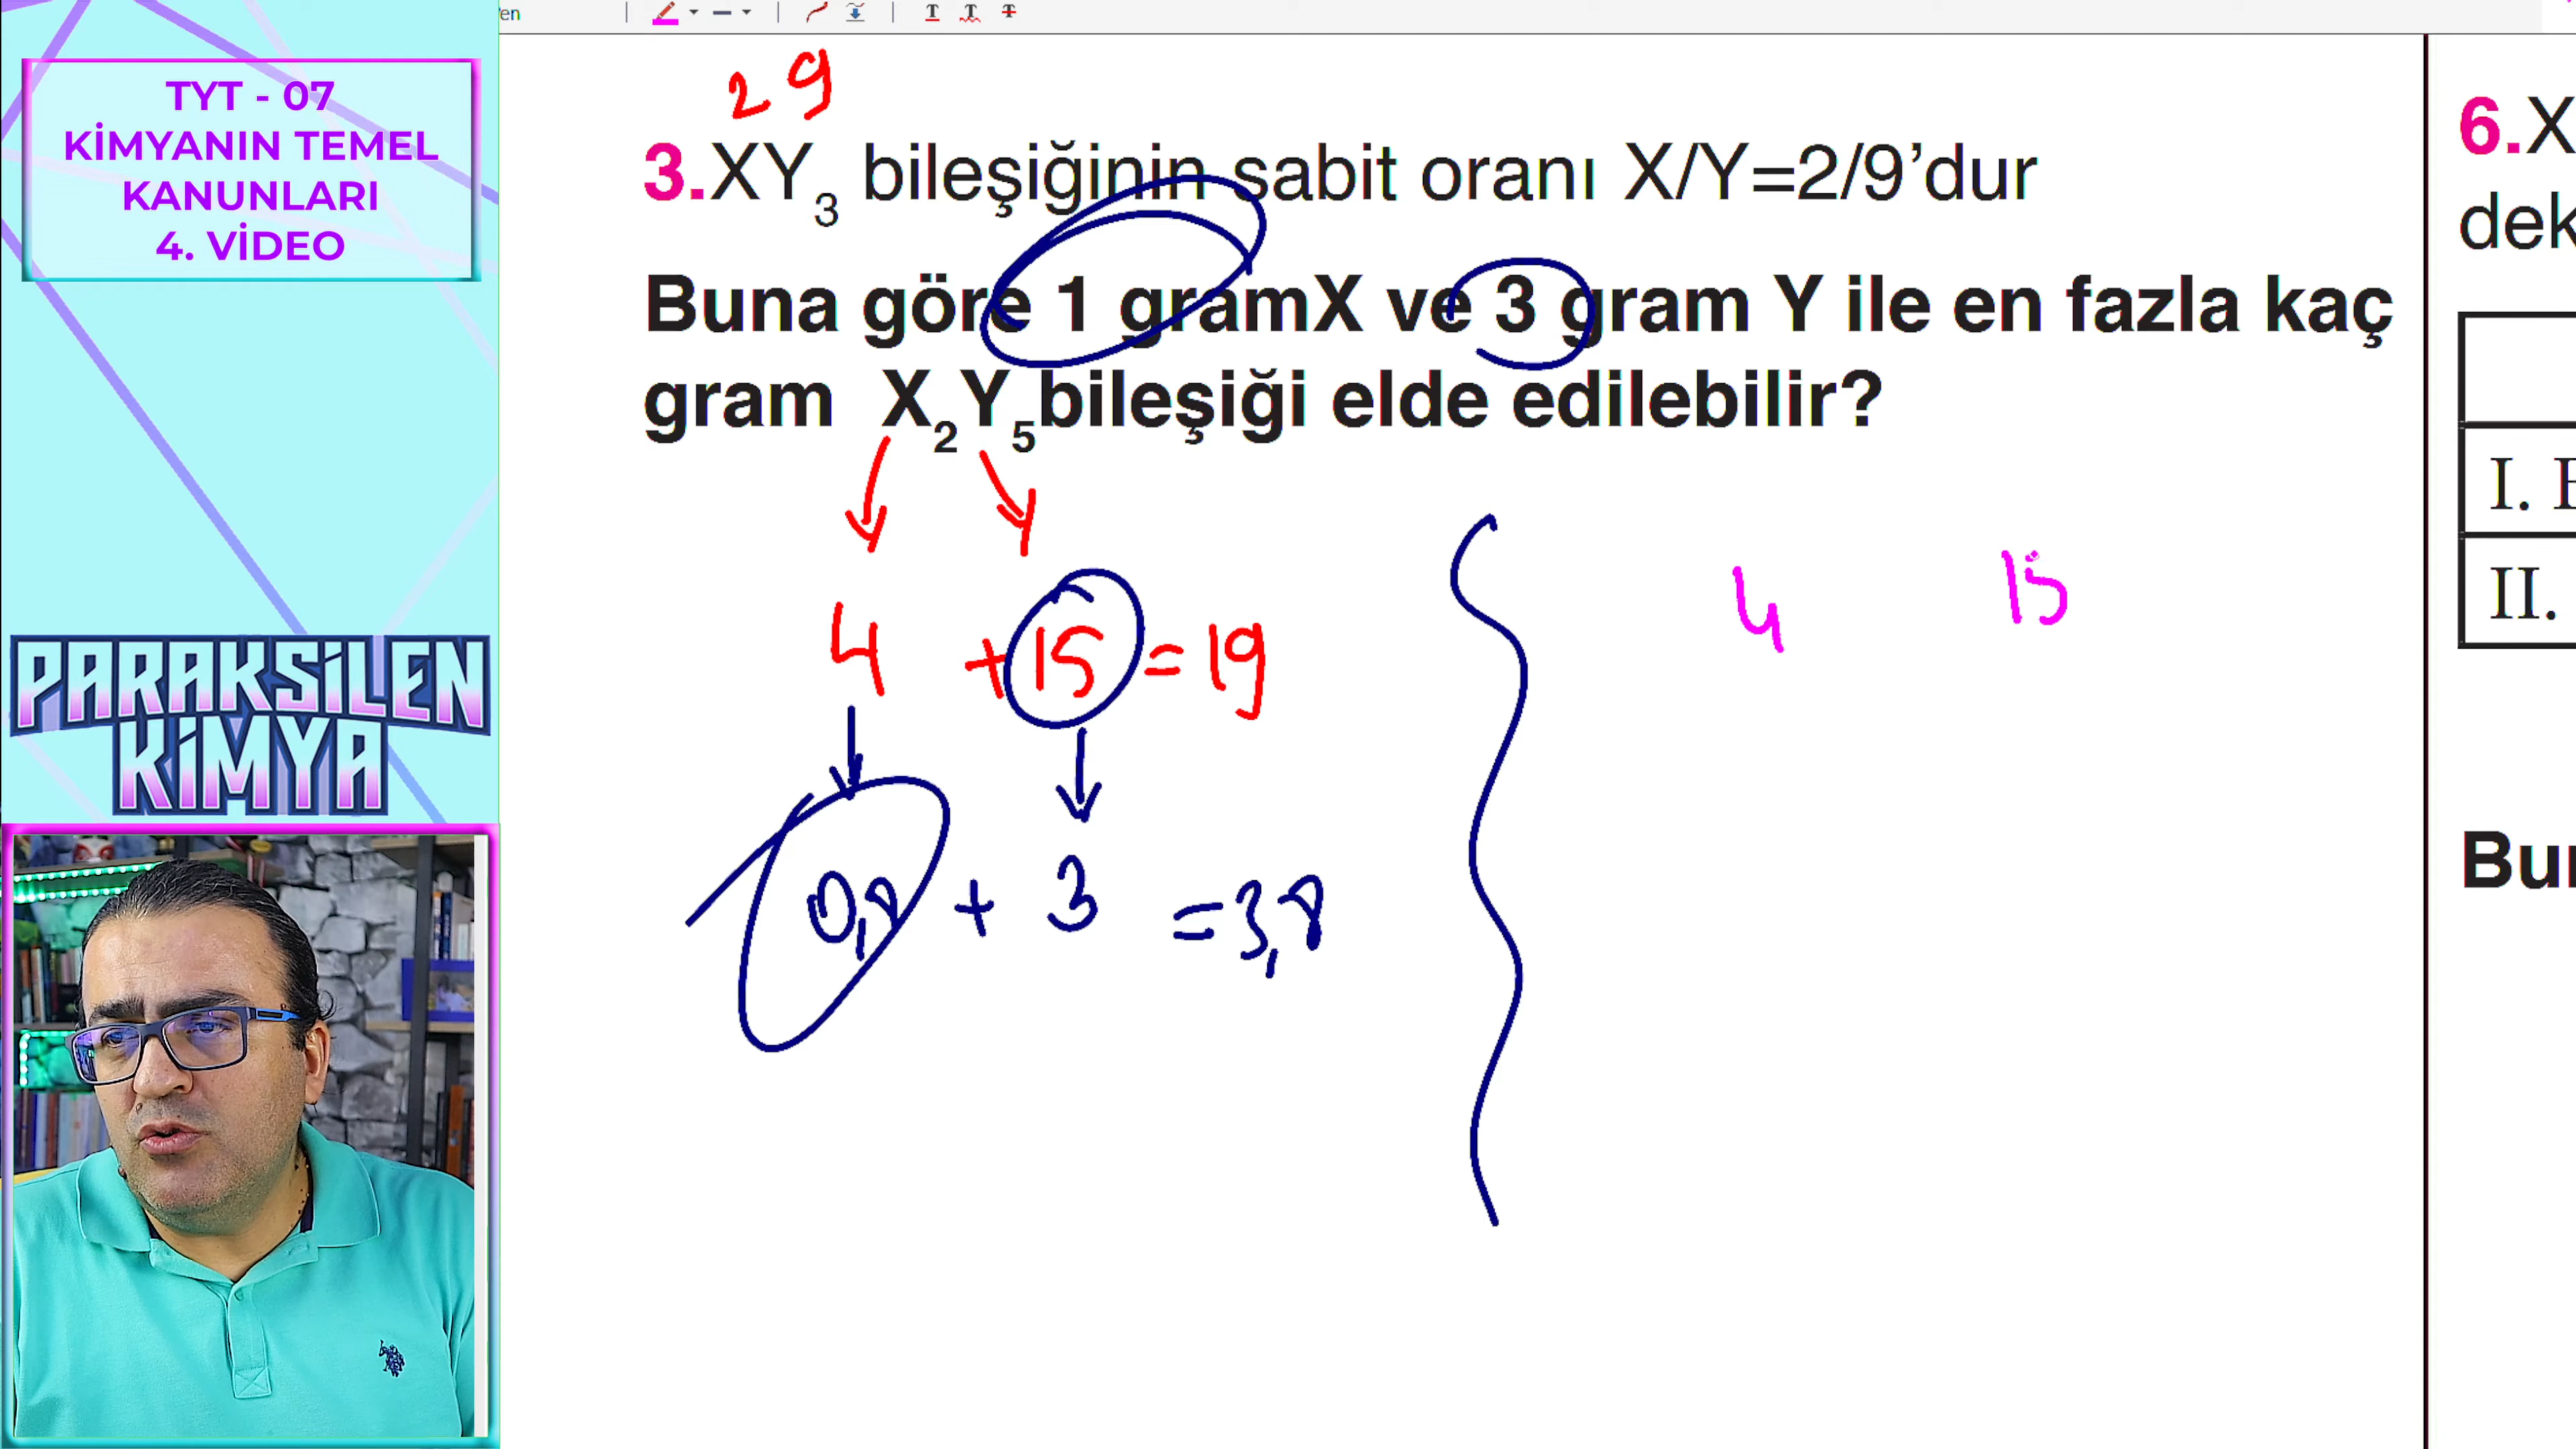 en
T T T
TYT - 07
KİMYANIN TEMEL
KANUNLARI
4. VİDEO
PARAKSİLEN
KİMYA
2 9
3.XY₃ bileşiğinin sabit oranı X/Y=2/9’dur
Buna göre 1 gramX ve 3 gram Y ile en fazla kaç
gram X₂Y₅bileşiği elde edilebilir?
4 + 15 = 19
0,8 + 3 = 3,8
4 15
6.X
dek
I.
II.
Bu